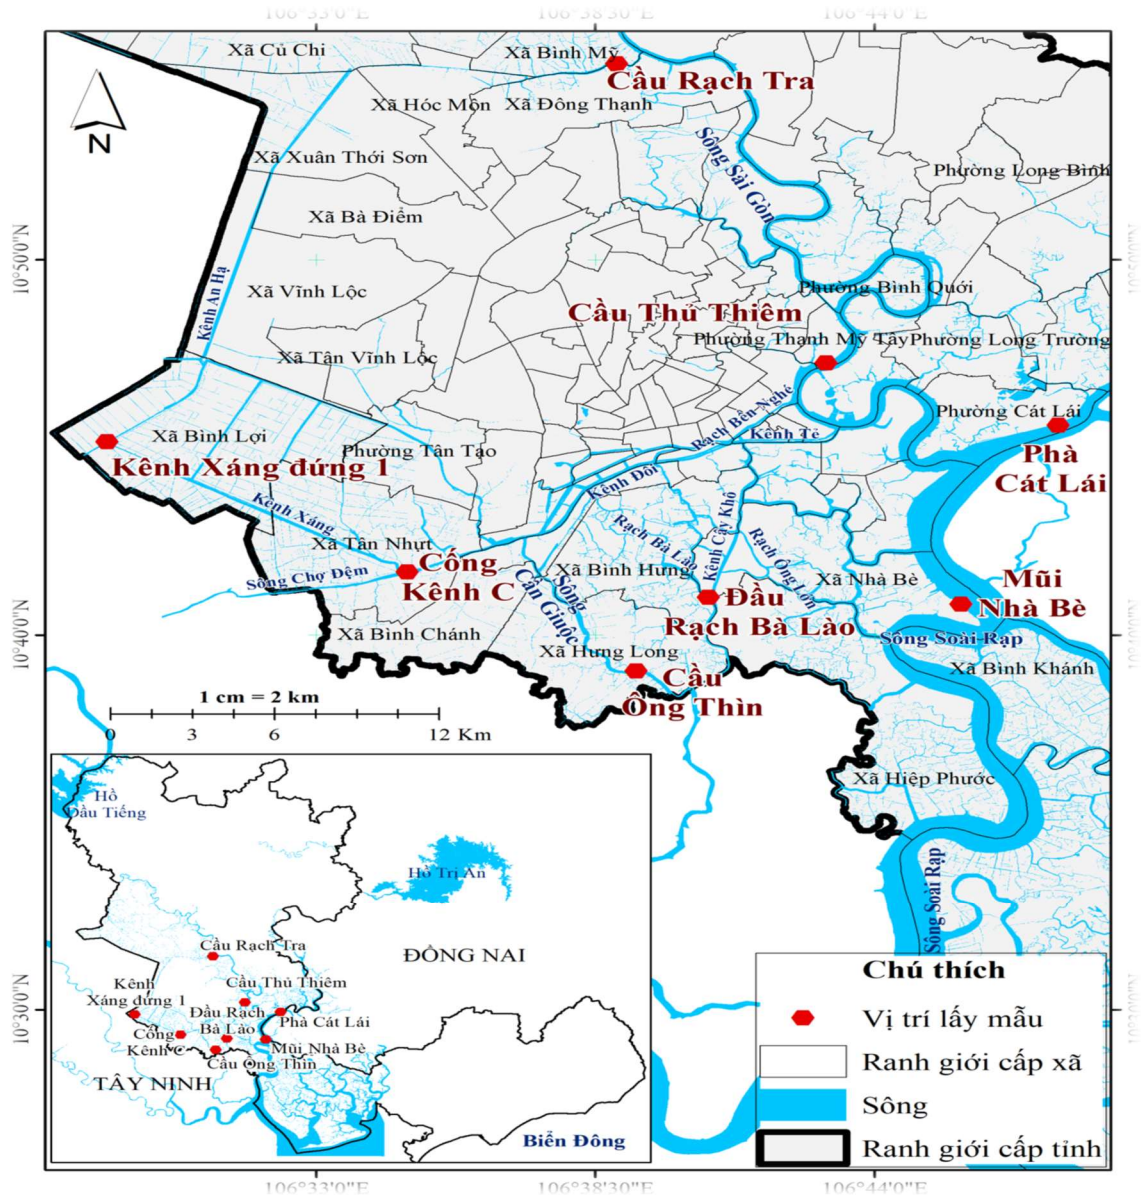 106°33'0"E
106°38'30"E
106°44'0"E
Xã Củ Chi
Xã Bình Mỹ
Cầu Rạch Tra
Xã Hóc Môn
Xã Đông Thạnh
N
Sông Sài Gòn
Xã Xuân Thới Sơn
Phường Long Bình
Xã Bà Điểm
10°50'0"N
10°50'0"N
Kênh An Hạ
Xã Vĩnh Lộc
Phường Bình Quới
Cầu Thủ Thiêm
Phường Thạnh Mỹ Tây
Phường Long Trường
Xã Tân Vĩnh Lộc
Rạch Bến-Nghé
Phường Cát Lái
Xã Bình Lợi
Phường Tân Tạo
Kênh Tẻ
Kênh Xáng đứng 1
Phà
Cát Lái
Kênh Đôi
Kênh Xáng
Rạch Bà Lào
Kênh Cây Khô
Rạch Ông Lớn
Xã Tân Nhựt
Cống
Kênh C
Sông Chợ Đệm
Sông
Cần Giuộc
Xã Bình Hưng
Xã Nhà Bè
Mũi
Nhà Bè
Đầu
Rạch Bà Lào
10°40'0"N
10°40'0"N
Xã Bình Chánh
Sông Soài Rạp
Xã Hưng Long
Xã Bình Khánh
Cầu
Ông Thìn
1 cm = 2 km
0 3 6 12 Km
Xã Hiệp Phước
Hồ
Dầu Tiếng
Hồ Trị An
Sông Soài Rạp
Cầu Rạch Tra
ĐỒNG NAI
Kênh
Xáng đứng 1
Cầu Thủ Thiêm
Đầu Rạch
Bà Lào
Phà Cát Lái
Cống
Kênh C
Mũi Nhà Bè
Cầu Ông Thìn
TÂY NINH
Biển Đông
10°30'0"N
10°30'0"N
Chú thích
Vị trí lấy mẫu
Ranh giới cấp xã
Sông
Ranh giới cấp tỉnh
106°33'0"E
106°38'30"E
106°44'0"E